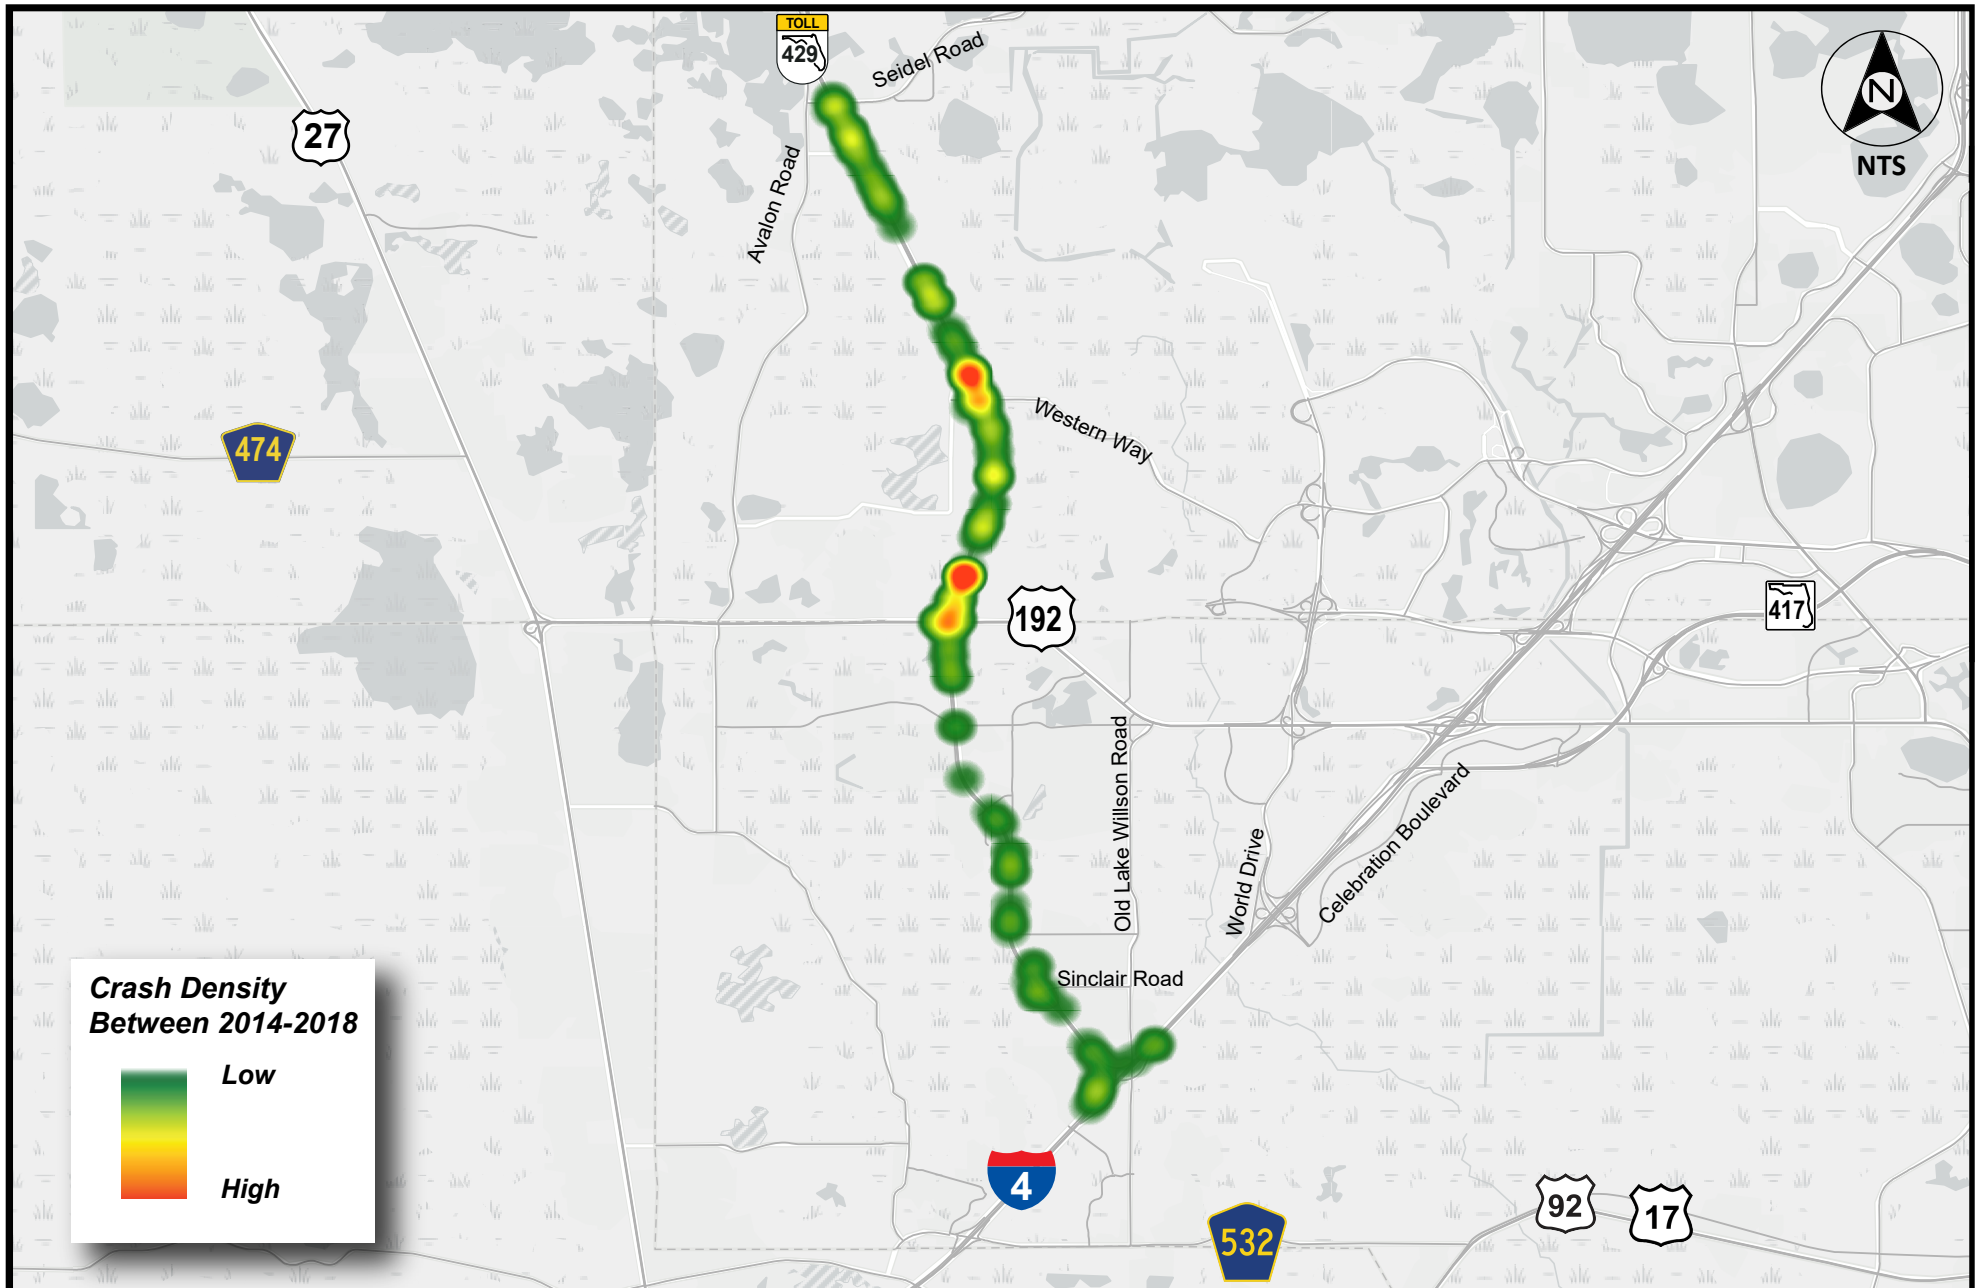 TOLL
429
Seidel Road
N
NTS
27
Avalon Road
474
Western Way
192
417
Old Lake Willson Road
World Drive
Celebration Boulevard
Sinclair Road
Crash Density
Between 2014-2018
Low
High
4
532
92
17